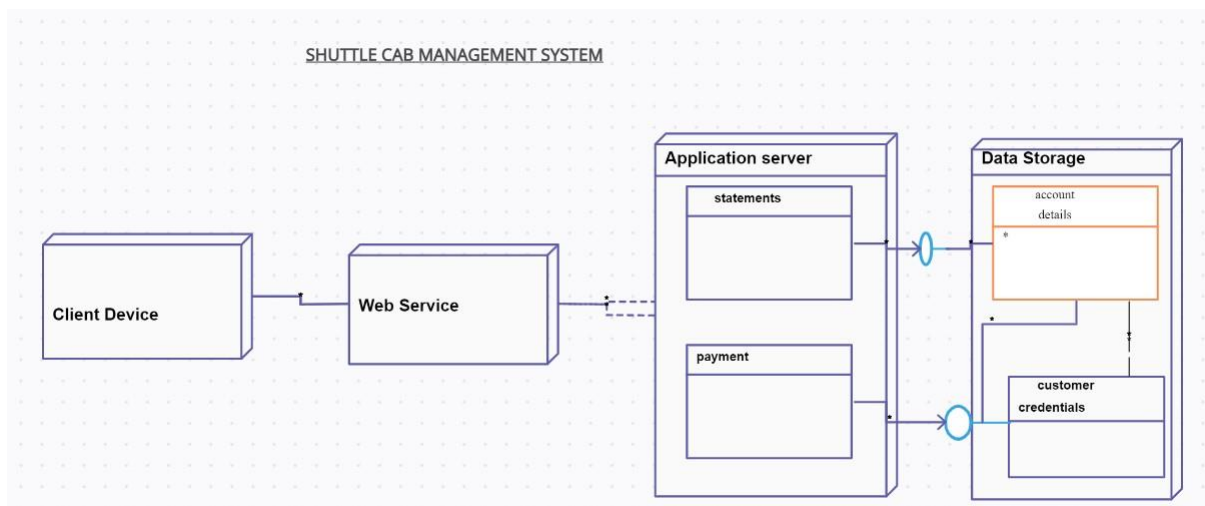 SHUTTLE CAB MANAGEMENT SYSTEM
Application server
Data Storage
statements
account
details
*
*
*
*
Client Device
*
Web Service
*
*
*
payment
customer
credentials
*